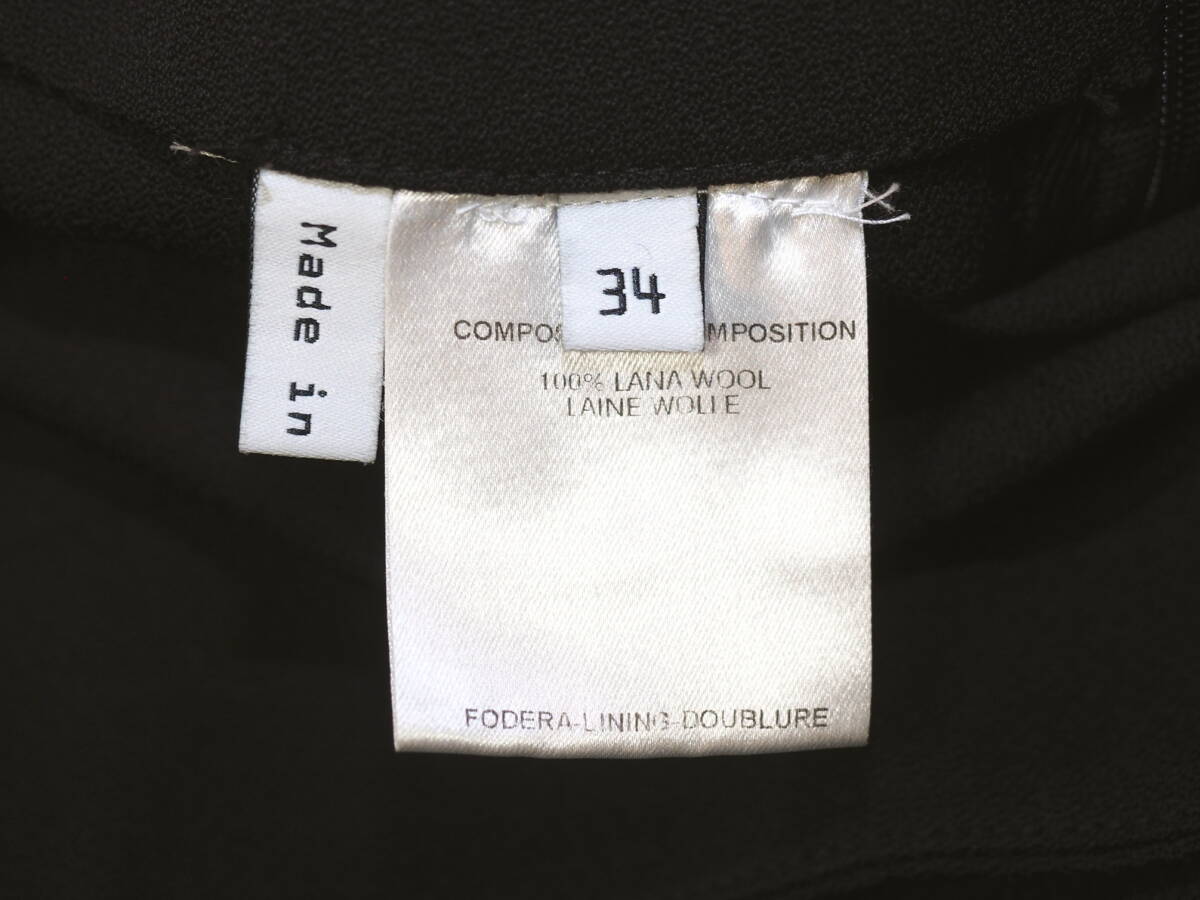 Made in
34
COMPOS MPOSITION
100% LANA WOOL
LAINE WOLLE
FODERA-LINING-DOUBLURE